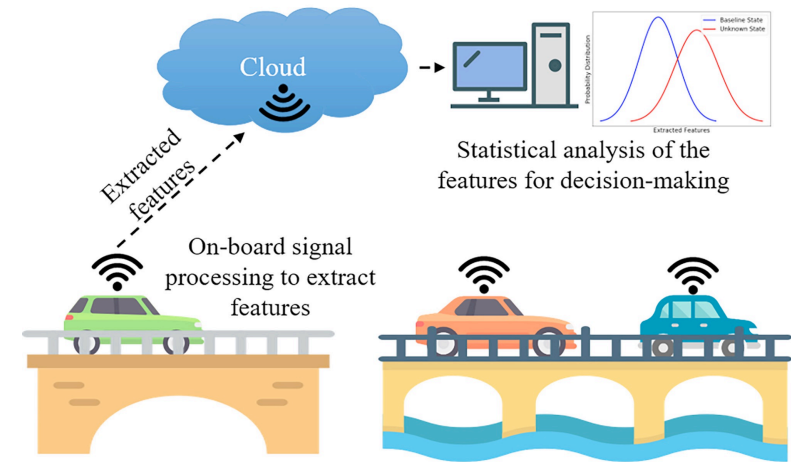 Cloud
Baseline State
Unknown State
Probability Distribution
Extracted Features
Statistical analysis of the
features for decision-making
Extracted
features
On-board signal
processing to extract
features